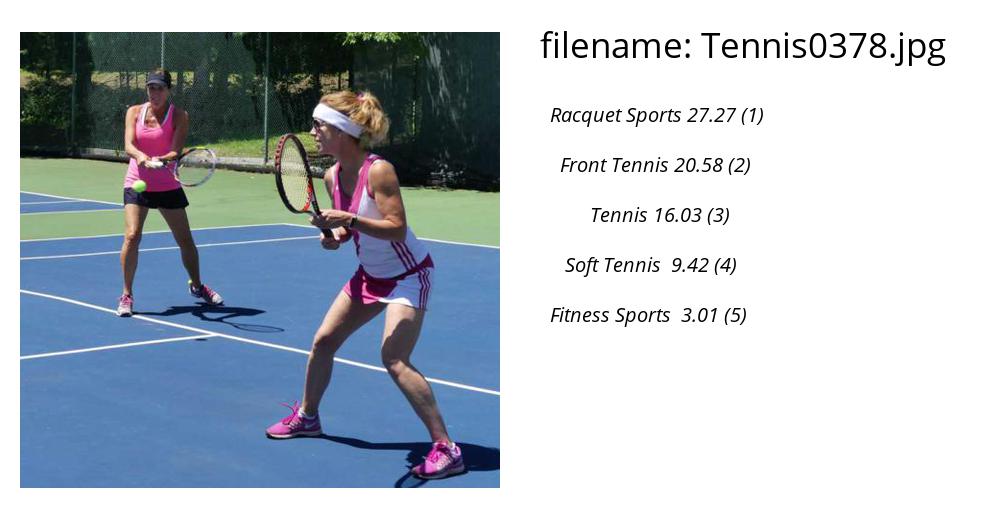 filename: Tennis0378.jpg
Racquet Sports 27.27 (1)
Front Tennis 20.58 (2)
Tennis 16.03 (3)
Soft Tennis 9.42 (4)
Fitness Sports 3.01 (5)